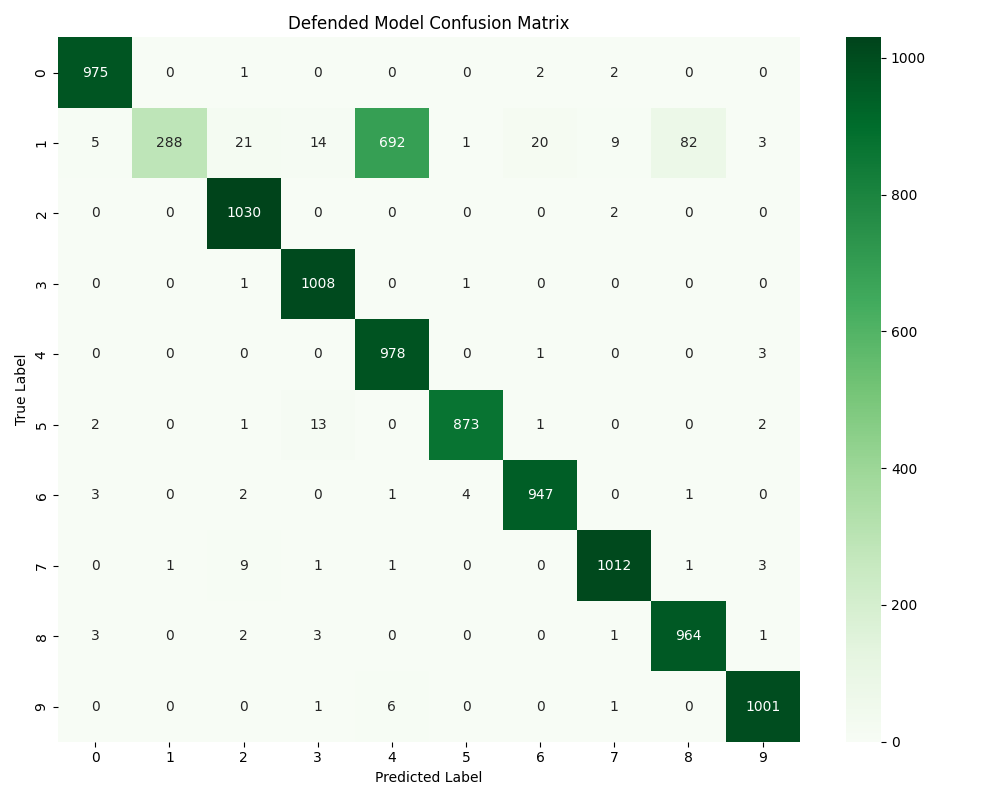 Defended Model Confusion Matrix
0 975 0 1 0 0 0 2 2 0 0
1 5 288 21 14 692 1 20 9 82 3
2 0 0 1030 0 0 0 0 2 0 0
3 0 0 1 1008 0 1 0 0 0 0
4 0 0 0 0 978 0 1 0 0 3
5 2 0 1 13 0 873 1 0 0 2
6 3 0 2 0 1 4 947 0 1 0
7 0 1 9 1 1 0 0 1012 1 3
8 3 0 2 3 0 0 0 1 964 1
9 0 0 0 1 6 0 0 1 0 1001
0 1 2 3 4 5 6 7 8 9
Predicted Label
True Label
1000
800
600
400
200
0